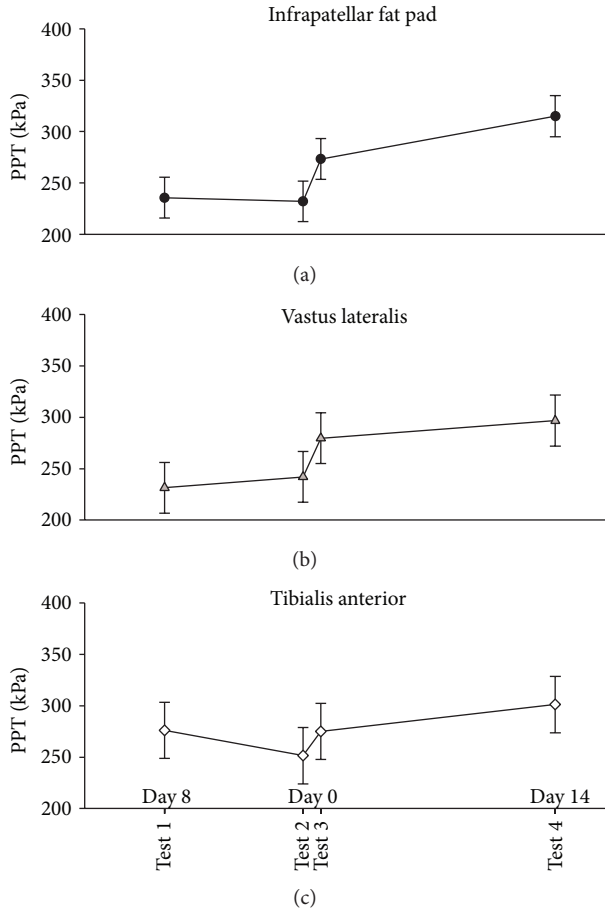 Infrapatellar fat pad
400
350
300
250
200
PPT (kPa)
(a)
Vastus lateralis
400
350
300
250
200
PPT (kPa)
(b)
Tibialis anterior
400
350
300
250
200
PPT (kPa)
Day 8 Day 0 Day 14
Test 1 Test 2 Test 3 Test 4
(c)